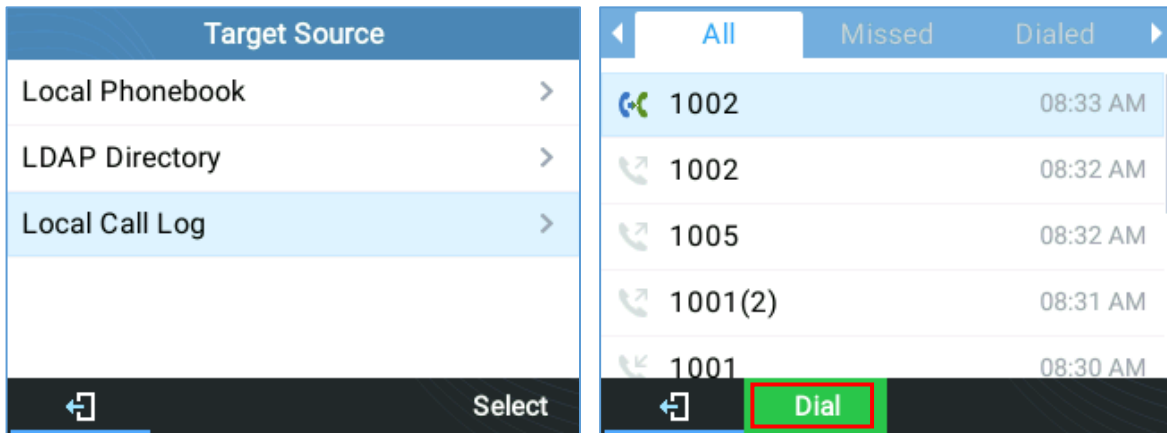 Target Source
Local Phonebook
LDAP Directory
Local Call Log
Select
All Missed Dialed
1002 08:33 AM
1002 08:32 AM
1005 08:32 AM
1001(2) 08:31 AM
1001 08:30 AM
Dial